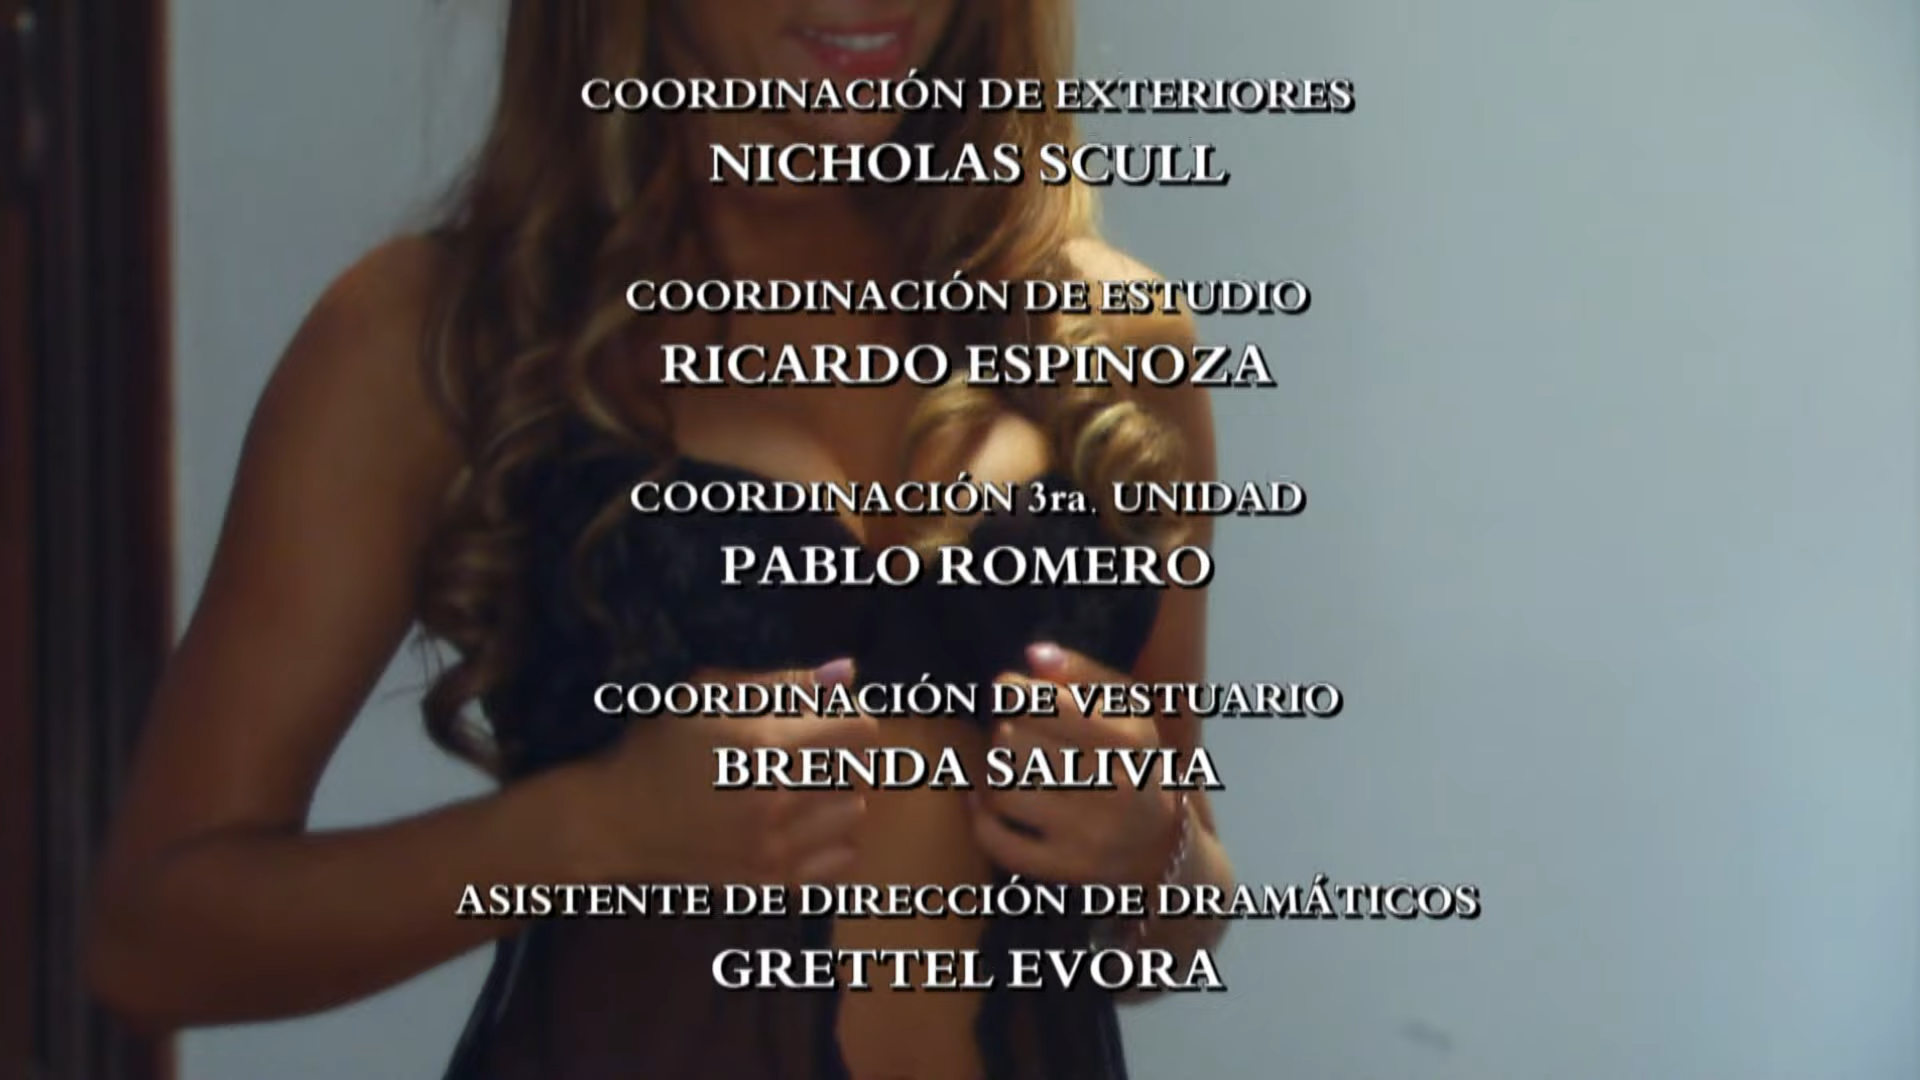 COORDINACIÓN DE EXTERIORES
NICHOLAS SCULL
COORDINACIÓN DE ESTUDIO
RICARDO ESPINOZA
COORDINACIÓN 3ra. UNIDAD
PABLO ROMERO
COORDINACIÓN DE VESTUARIO
BRENDA SALIVIA
ASISTENTE DE DIRECCIÓN DE DRAMÁTICOS
GRETTEL EVORA